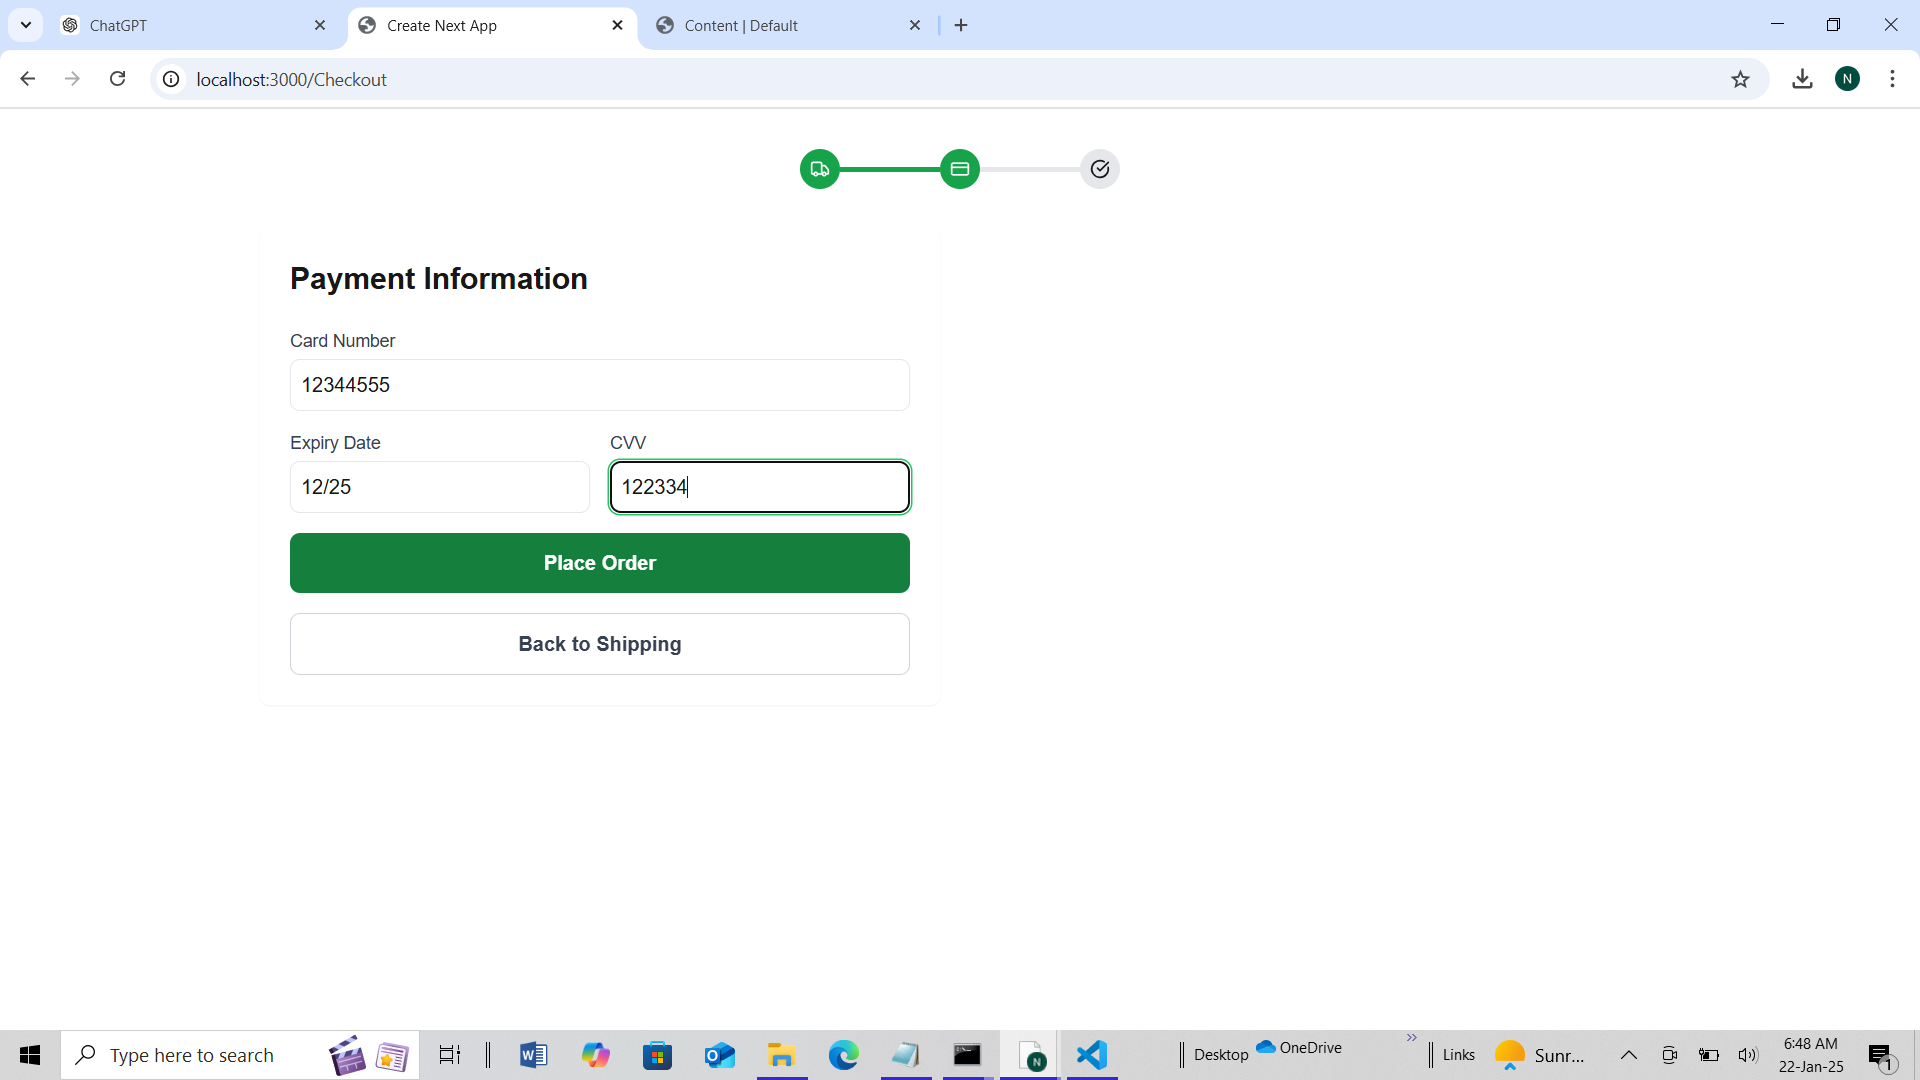 ChatGPT
Create Next App
Content | Default
localhost:3000/Checkout
N
Payment Information
Card Number
12344555
Expiry Date
CVV
12/25
122334
Place Order
Back to Shipping
Type here to search
Desktop
OneDrive
Links
Sunr...
6:48 AM
22-Jan-25
1